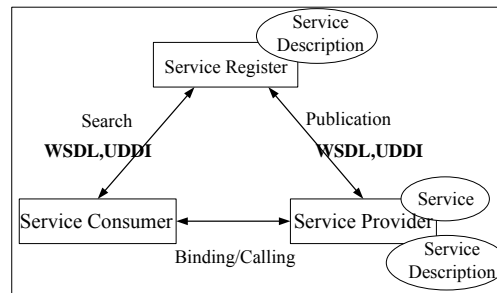 Service
Description
Service Register
Search
Publication
WSDL,UDDI
WSDL,UDDI
Service
Service Consumer
Service Provider
Binding/Calling
Service
Description